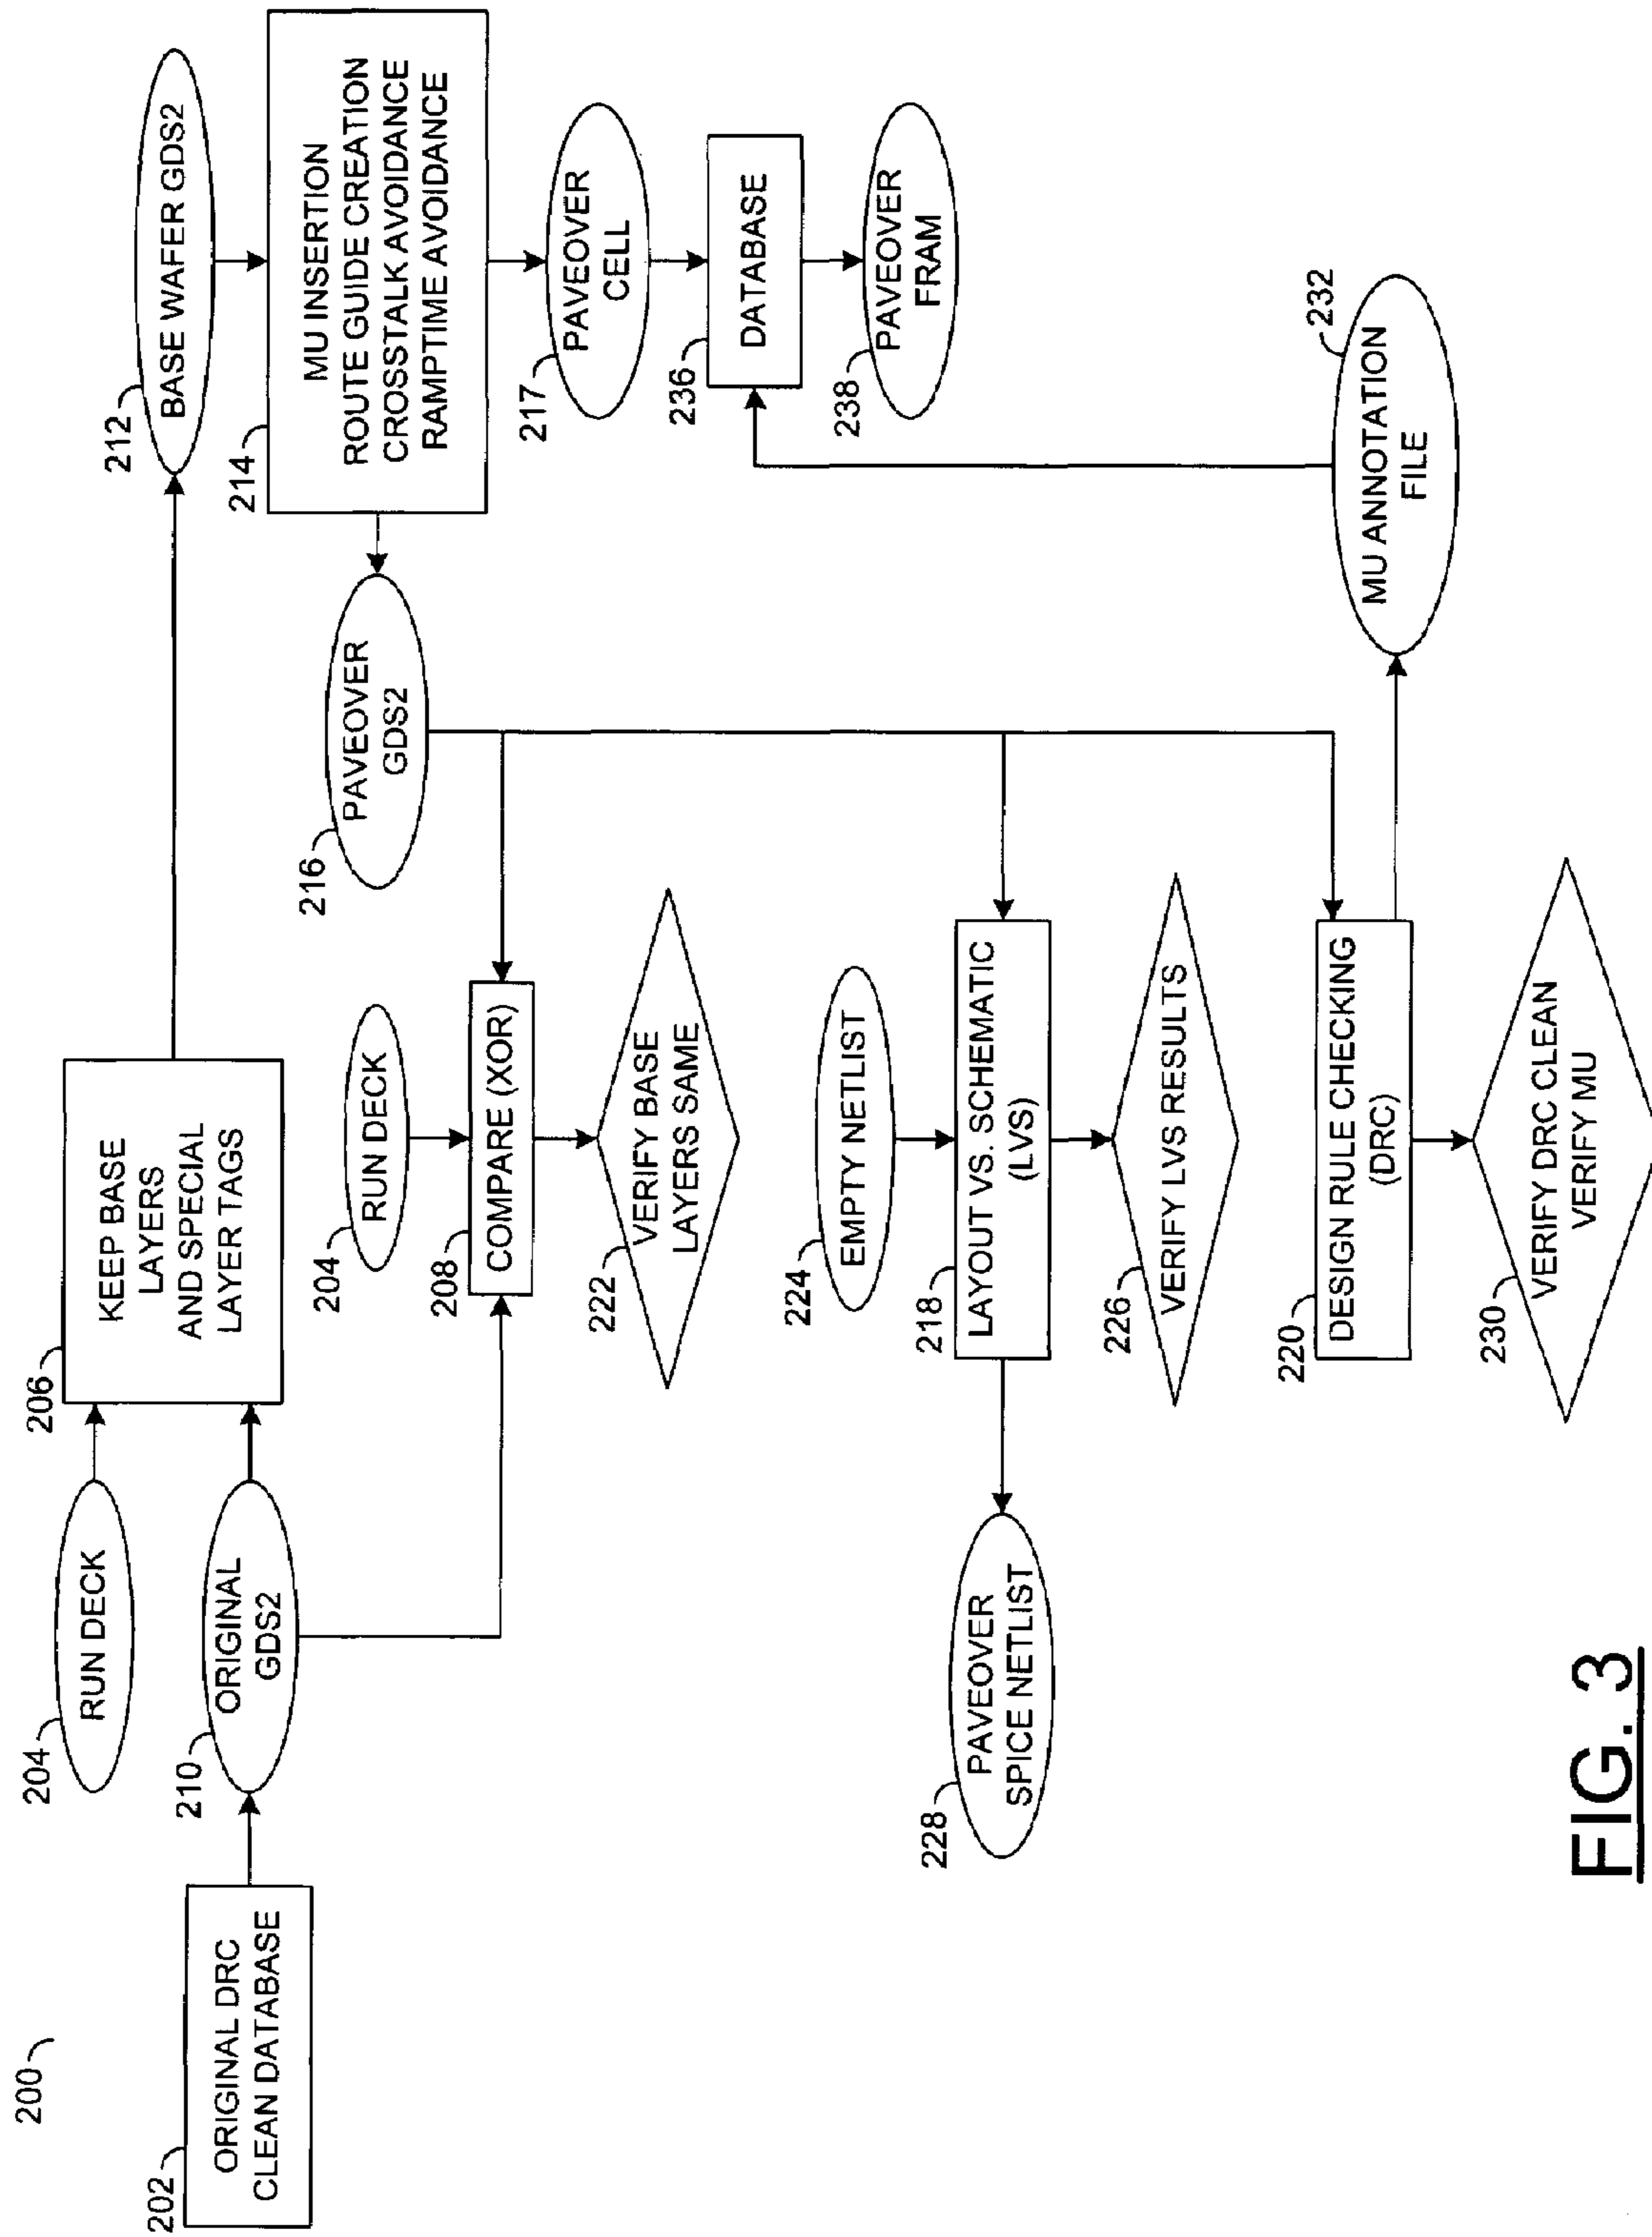 200
202
ORIGINAL DRC
CLEAN DATABASE
204
RUN DECK
210
ORIGINAL
GDS2
206
KEEP BASE
LAYERS
AND SPECIAL
LAYER TAGS
212
BASE WAFER GDS2
214
MU INSERTION
ROUTE GUIDE CREATION
CROSSTALK AVOIDANCE
RAMPTIME AVOIDANCE
216
PAVEOVER
GDS2
217
PAVEOVER
CELL
236
DATABASE
238
PAVEOVER
FRAM
204
RUN DECK
208
COMPARE (XOR)
222
VERIFY BASE
LAYERS SAME
224
EMPTY NETLIST
218
LAYOUT VS. SCHEMATIC
(LVS)
226
VERIFY LVS RESULTS
228
PAVEOVER
SPICE NETLIST
220
DESIGN RULE CHECKING
(DRC)
230
VERIFY DRC CLEAN
VERIFY MU
232
MU ANNOTATION
FILE
FIG. 3